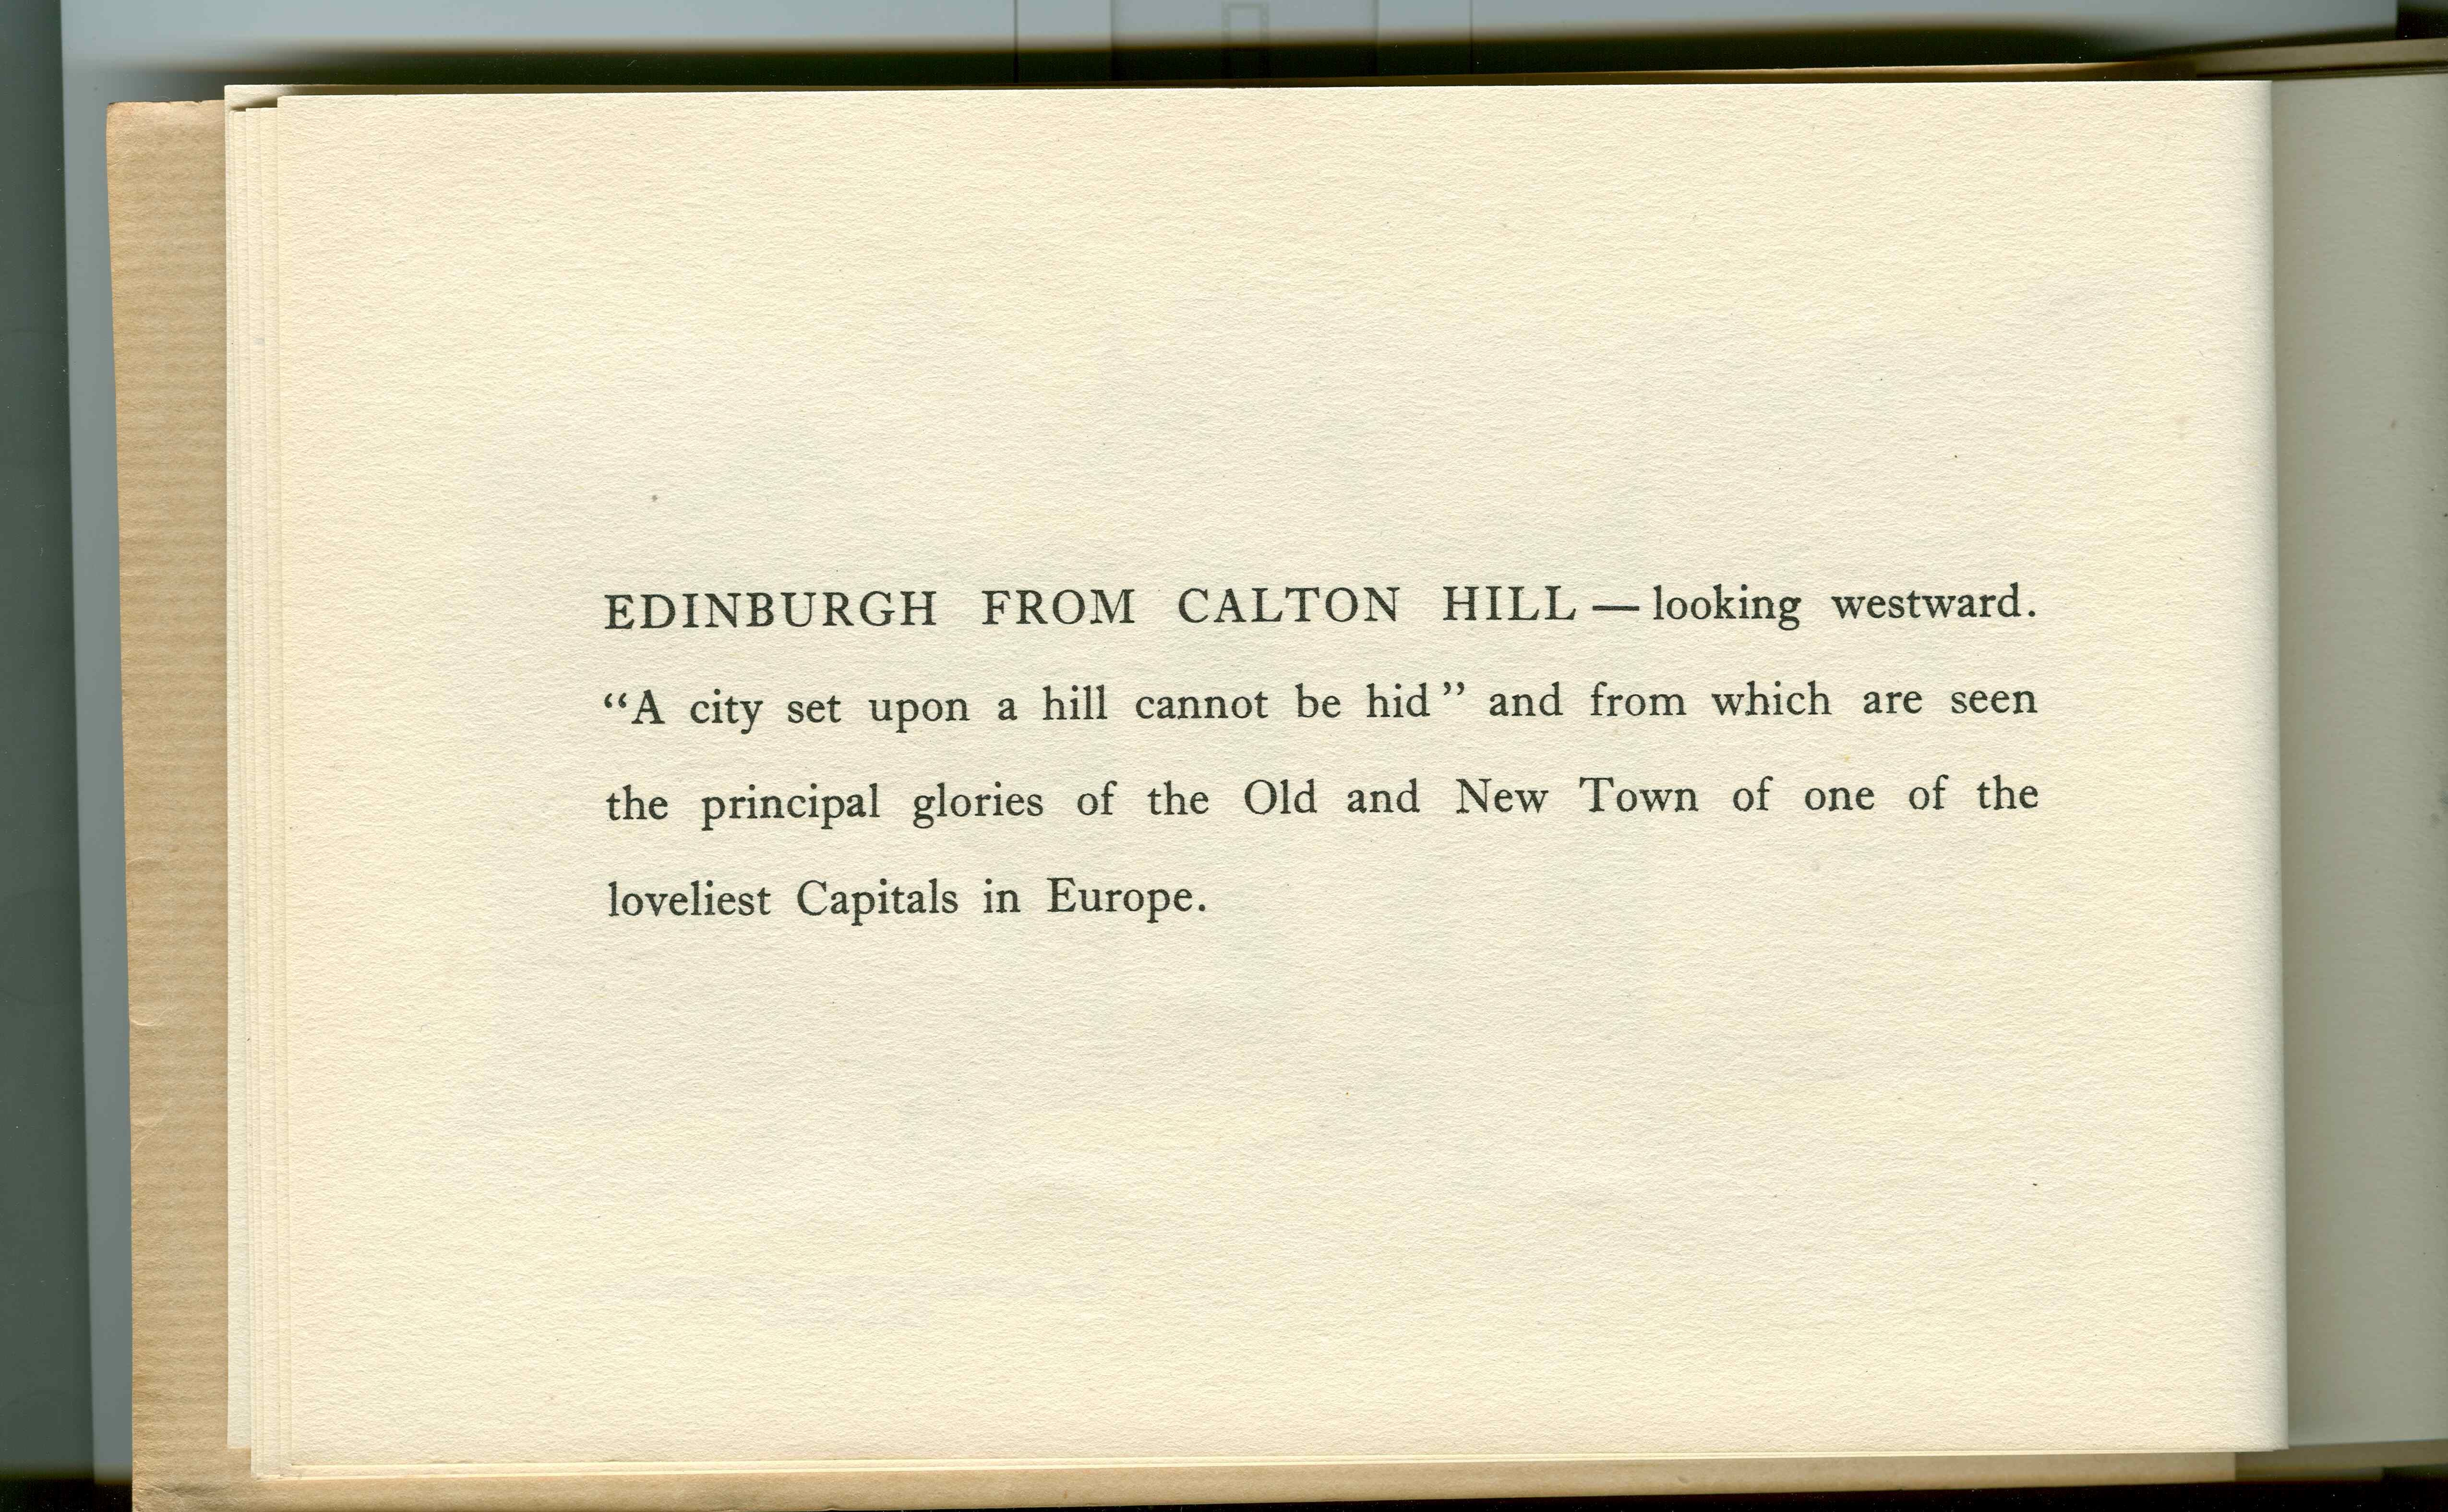 EDINBURGH FROM CALTON HILL — looking westward.
“A city set upon a hill cannot be hid” and from which are seen
the principal glories of the Old and New Town of one of the
loveliest Capitals in Europe.